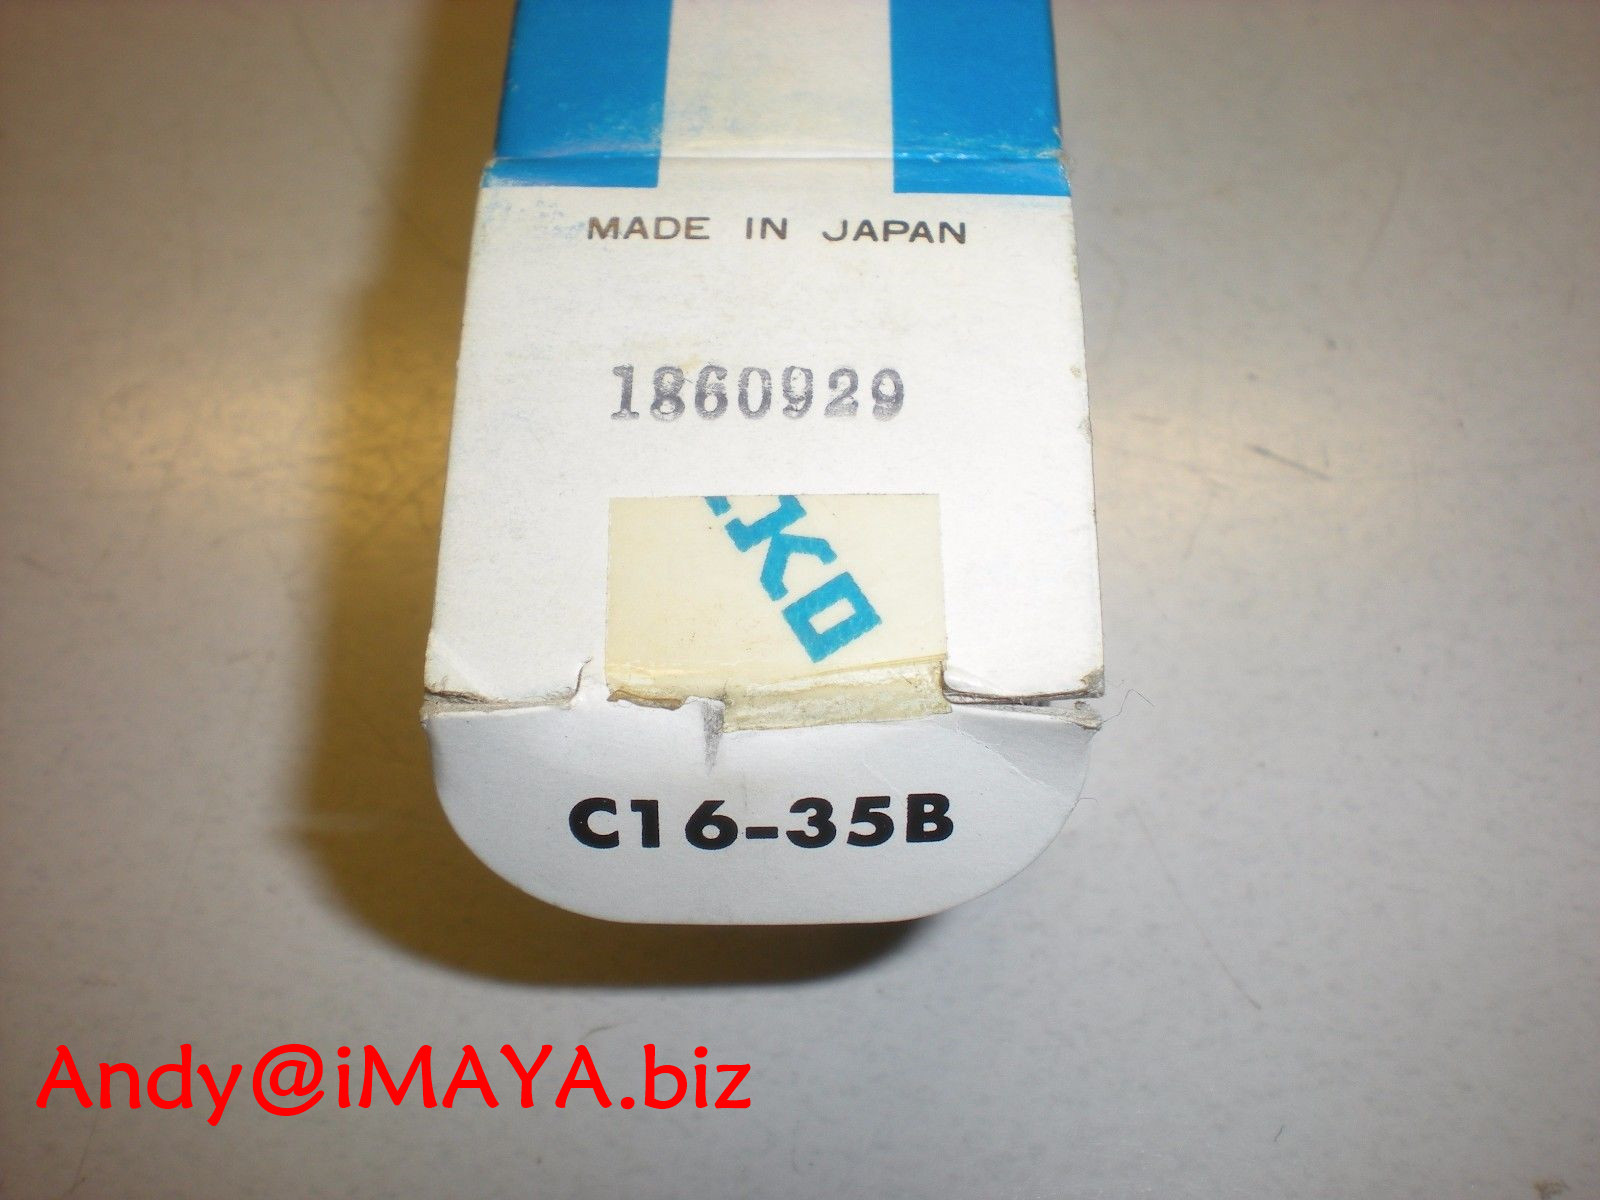 MADE IN JAPAN
1860929
C16-35B
Andy@iMAYA.biz